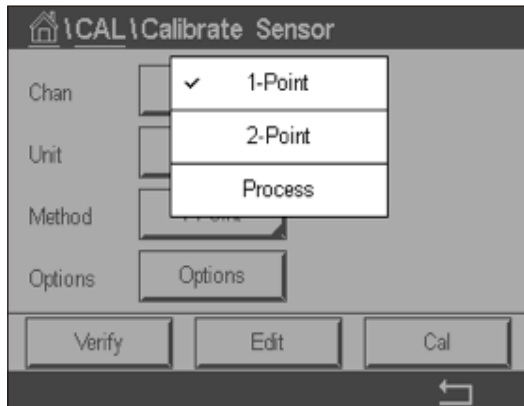 \CAL\Calibrate Sensor
Chan
1-Point
2-Point
Unit
Process
Method
Options
Options
Verify
Edit
Cal